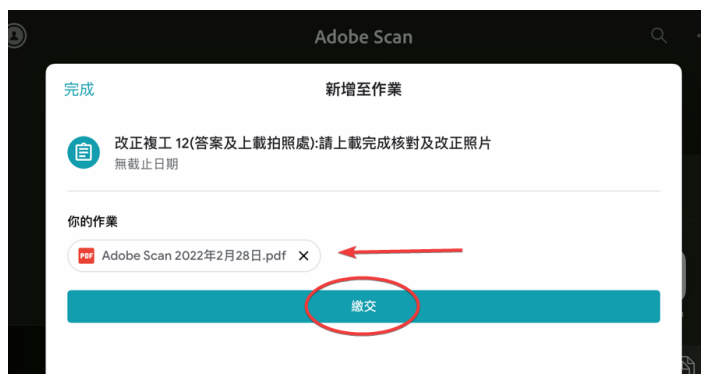 Adobe Scan
完成
新增至作業
改正複工 12(答案及上載拍照處):請上載完成核對及改正照片
無截止日期
你的作業
PDF Adobe Scan 2022年2月28日.pdf
繳交